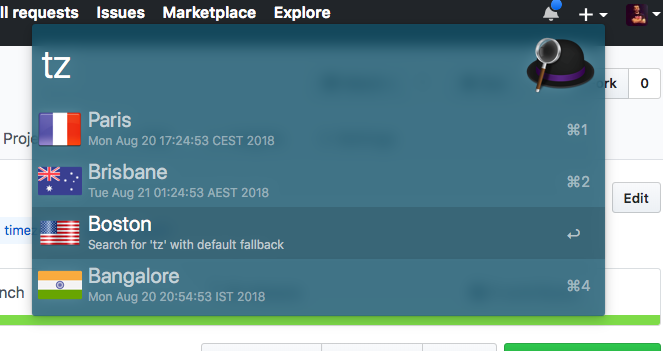 ll requests Issues Marketplace Explore
tz
ork 0
Proje
Paris
Mon Aug 20 17:24:53 CEST 2018
⌘1
Brisbane
Tue Aug 21 01:24:53 AEST 2018
⌘2
Edit
time
Boston
Search for 'tz' with default fallback
↩
Bangalore
Mon Aug 20 20:54:53 IST 2018
⌘4
nch